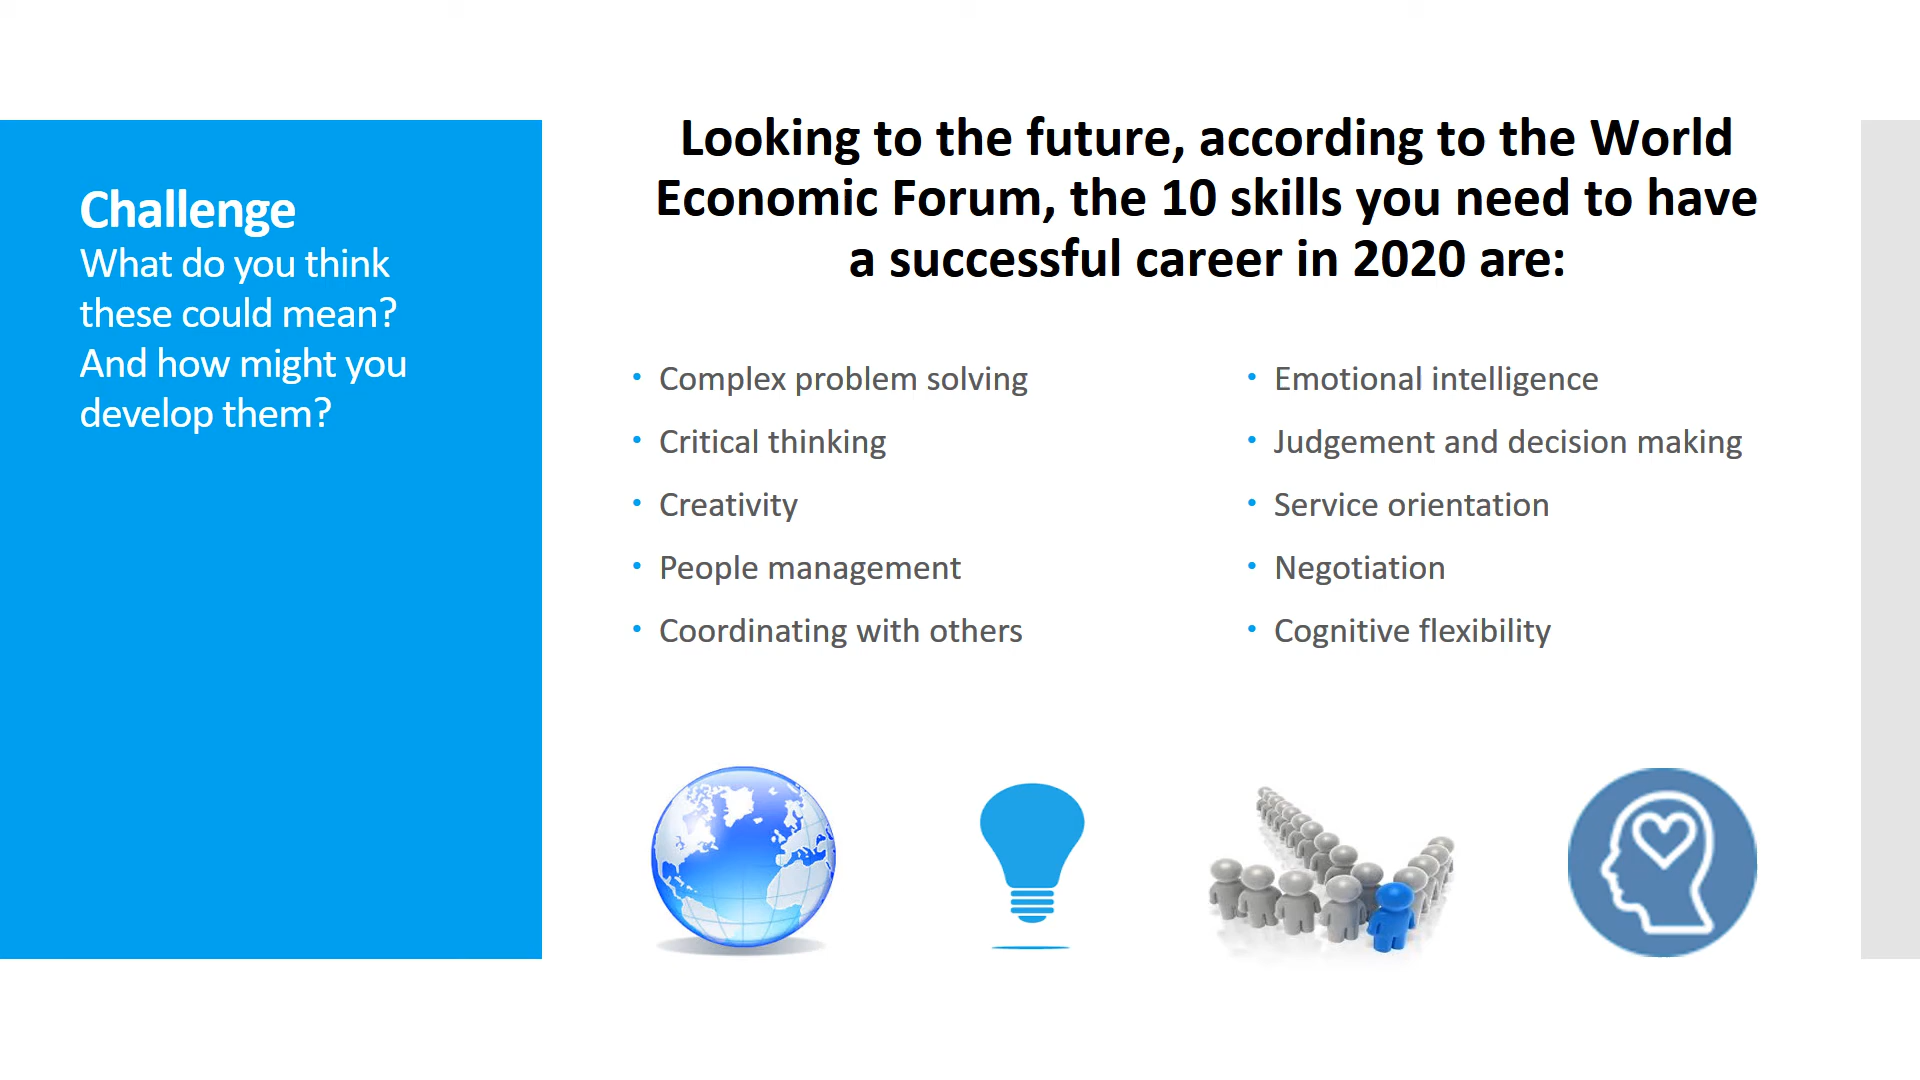 Challenge
What do you think
these could mean?
And how might you
develop them?
Looking to the future, according to the World
Economic Forum, the 10 skills you need to have
a successful career in 2020 are:
• Complex problem solving
• Critical thinking
• Creativity
• People management
• Coordinating with others
• Emotional intelligence
• Judgement and decision making
• Service orientation
• Negotiation
• Cognitive flexibility